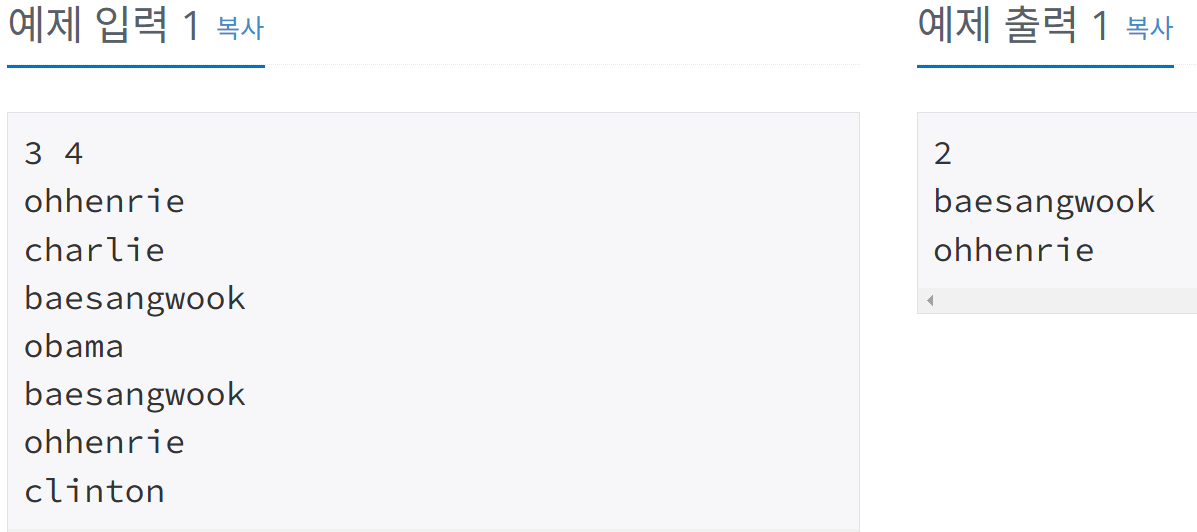 예제 입력 1 복사
3 4
ohhenrie
charlie
baesangwook
obama
baesangwook
ohhenrie
clinton
예제 출력 1 복사
2
baesangwook
ohhenrie